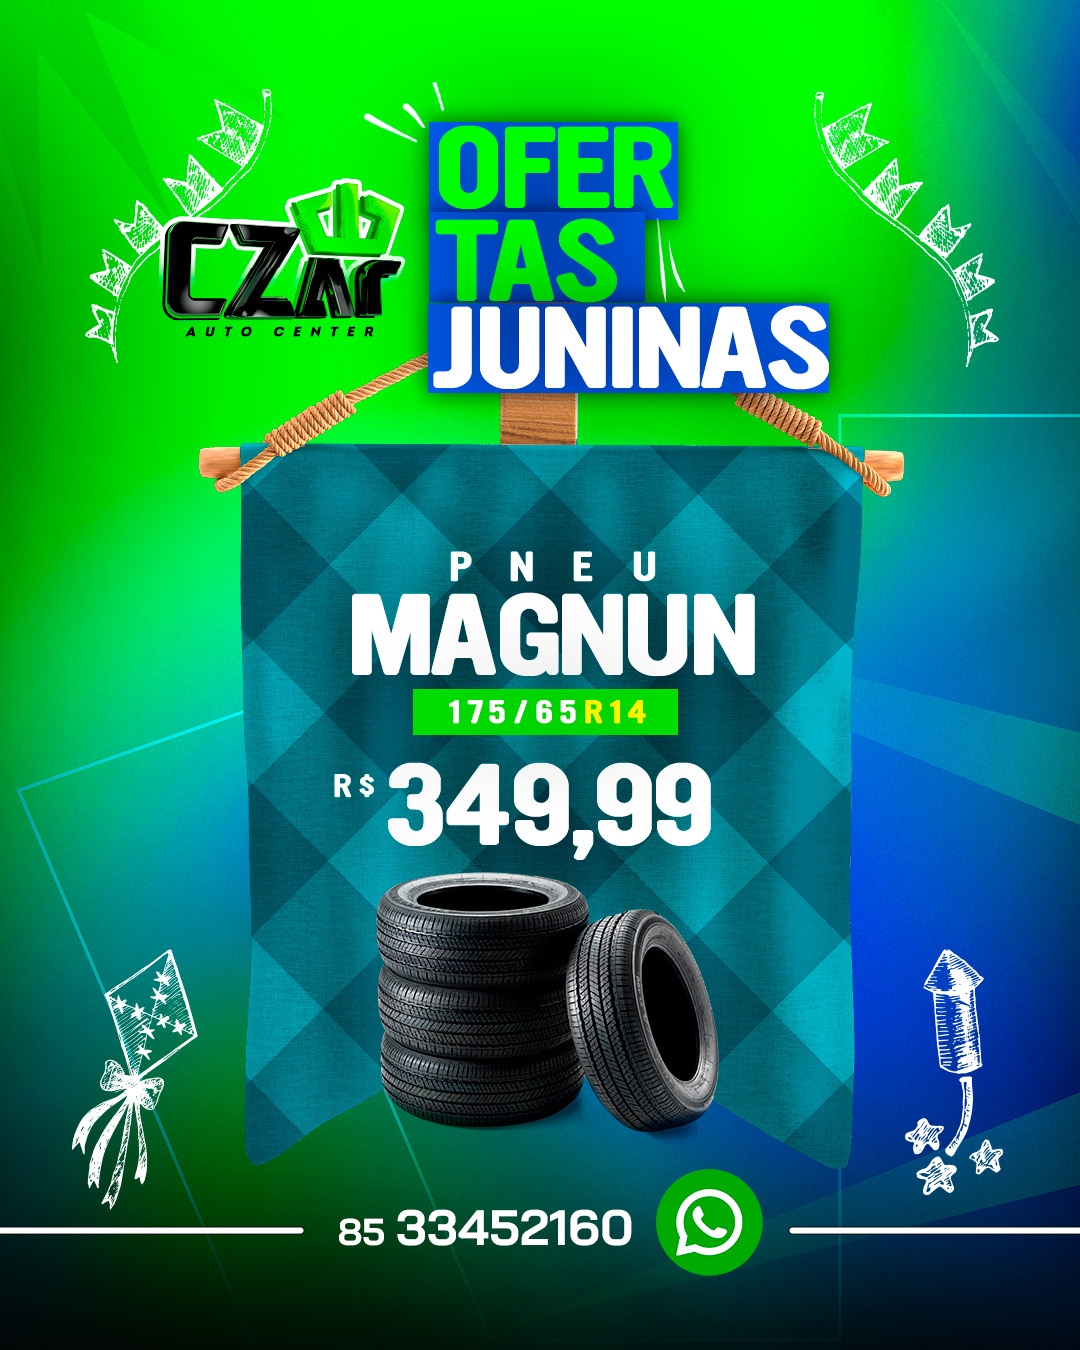 CZAR
AUTO CENTER
OFER
TAS
JUNINAS
PNEU
MAGNUN
175/65R14
R$ 349,99
85 33452160